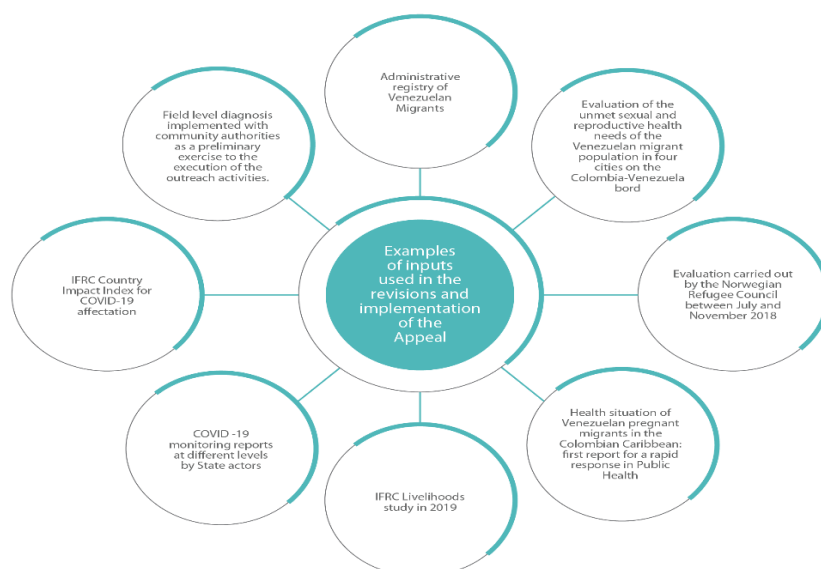 Administrative
registry of
Venezuelan
Migrants
Evaluation of the
unmet sexual and
reproductive health
needs of the
Venezuelan migrant
population in four
cities on the
Colombia-Venezuela
bord
Evaluation carried out
by the Norwegian
Refugee Council
between July and
November 2018
Health situation of
Venezuelan pregnant
migrants in the
Colombian Caribbean:
first report for a rapid
response in Public
Health
IFRC Livelihoods
study in 2019
COVID -19
monitoring reports
at different levels
by State actors
IFRC Country
Impact Index for
COVID-19
affectation
Field level diagnosis
implemented with
community authorities
as a preliminary
exercise to the
execution of the
outreach activities.
Examples
of inputs
used in the
revisions and
implementation
of the
Appeal